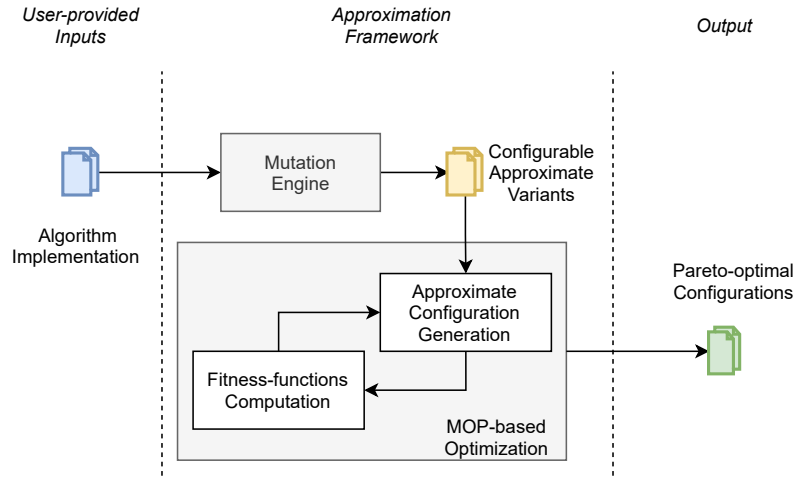 User-provided
Inputs
Approximation
Framework
Output
Mutation
Engine
Configurable
Approximate
Variants
Algorithm
Implementation
Approximate
Configuration
Generation
Pareto-optimal
Configurations
Fitness-functions
Computation
MOP-based
Optimization